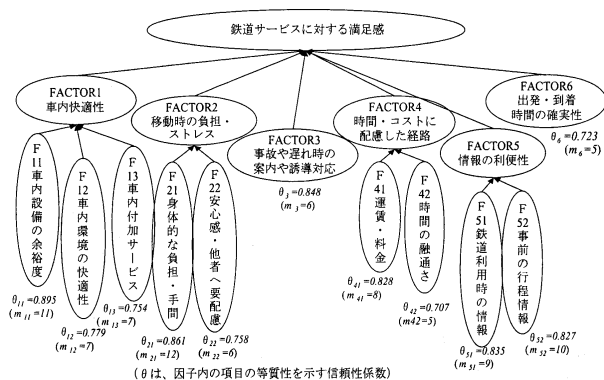 鉄道サービスに対する満足感
FACTOR1
車内快適性
FACTOR2
移動時の負担・
ストレス
FACTOR3
事故や遅れ時の
案内や誘導対応
θ3=0.848
(m3=6)
FACTOR4
時間・コストに
配慮した経路
FACTOR5
情報の利便性
FACTOR6
出発・到着
時間の確実性
θ6=0.723
(m6=5)
F11車内設備の余裕度
θ11=0.895
(m11=11)
F12車内環境の快適性
θ12=0.779
(m12=7)
F13車内付加サービス
θ13=0.754
(m13=7)
F21身体的な負担・手間
θ21=0.861
(m21=12)
F22安心感・他者へ要配慮
θ22=0.758
(m22=6)
F41運賃・料金
θ41=0.828
(m41=8)
F42時間の融通さ
θ42=0.707
(m42=5)
F51鉄道利用時の情報
θ51=0.835
(m51=9)
F52事前の行程情報
θ52=0.827
(m52=10)
(θは、因子内の項目の等質性を示す信頼性係数)